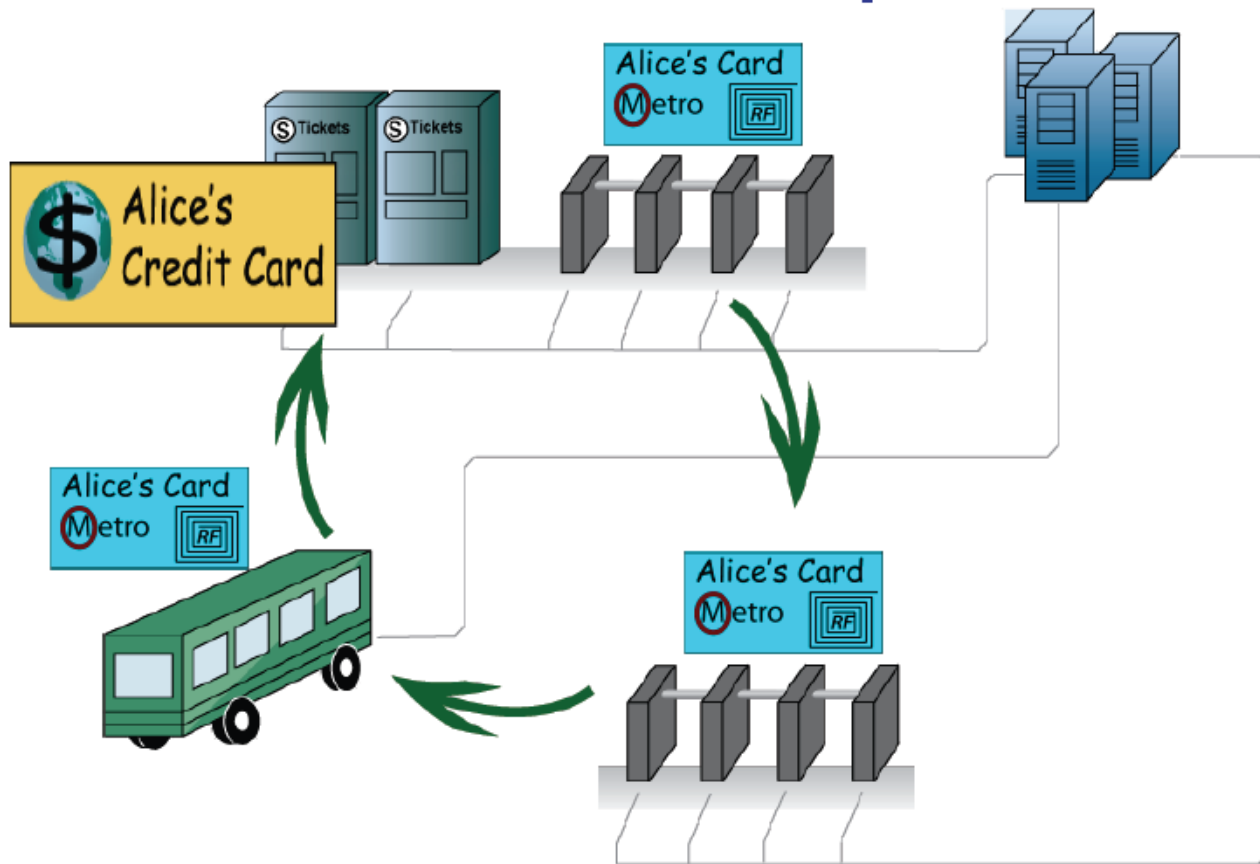 Alice's Card
Metro
RF
S Tickets
S Tickets
$
Alice's
Credit Card
Alice's Card
Metro
RF
Alice's Card
Metro
RF